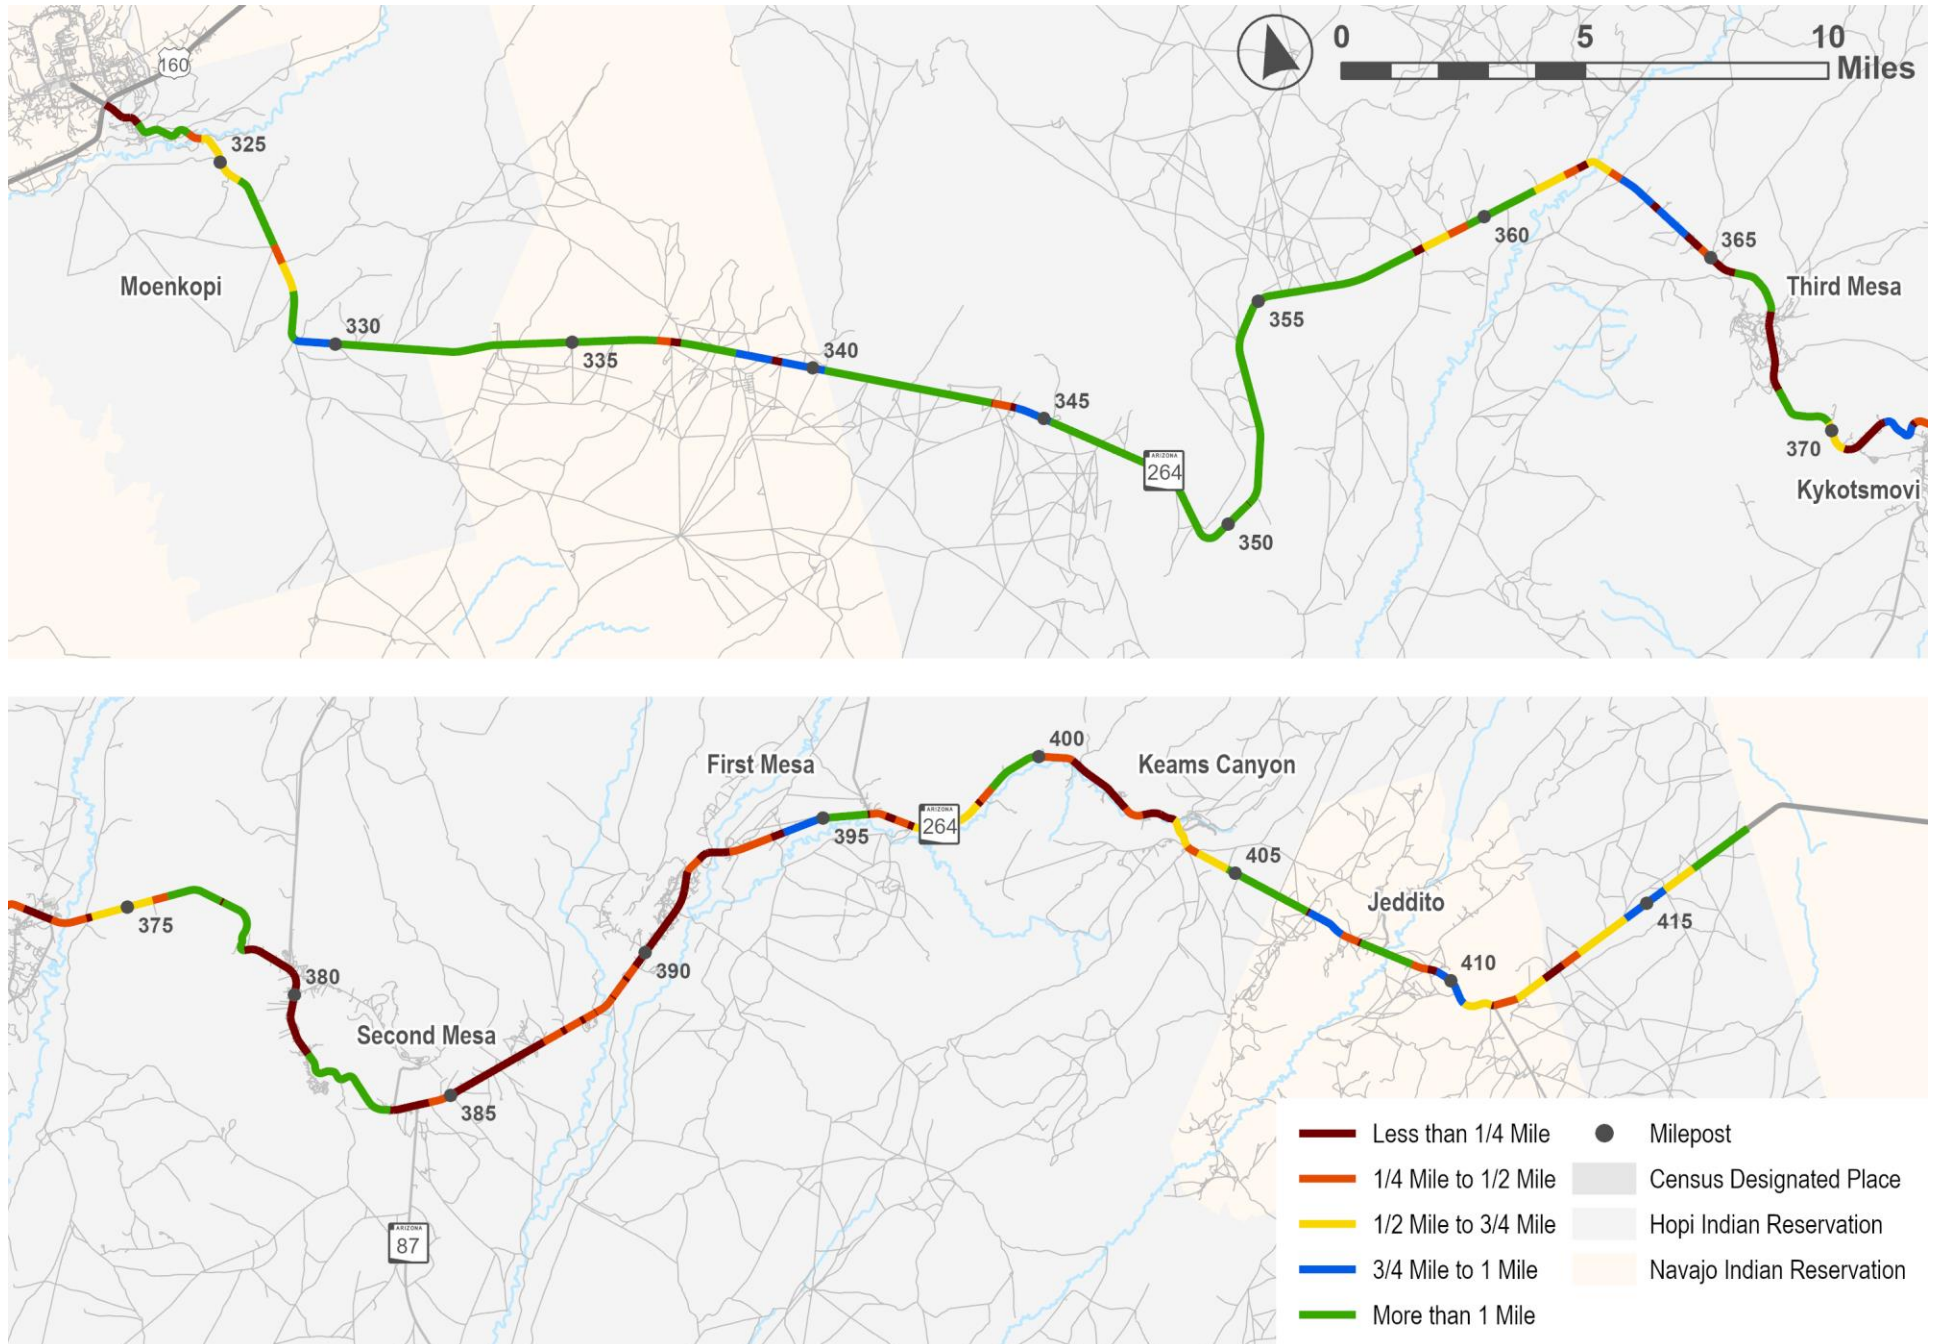 160
0 5 10
Miles
325
360
365
Moenkopi
Third Mesa
355
330
335
340
345
ARIZONA
264
370
350
Kykotsmovi
400
First Mesa
Keams Canyon
ARIZONA
264
395
405
Jeddito
375
415
380
390
410
Second Mesa
385
ARIZONA
87
Less than 1/4 Mile
1/4 Mile to 1/2 Mile
1/2 Mile to 3/4 Mile
3/4 Mile to 1 Mile
More than 1 Mile
Milepost
Census Designated Place
Hopi Indian Reservation
Navajo Indian Reservation